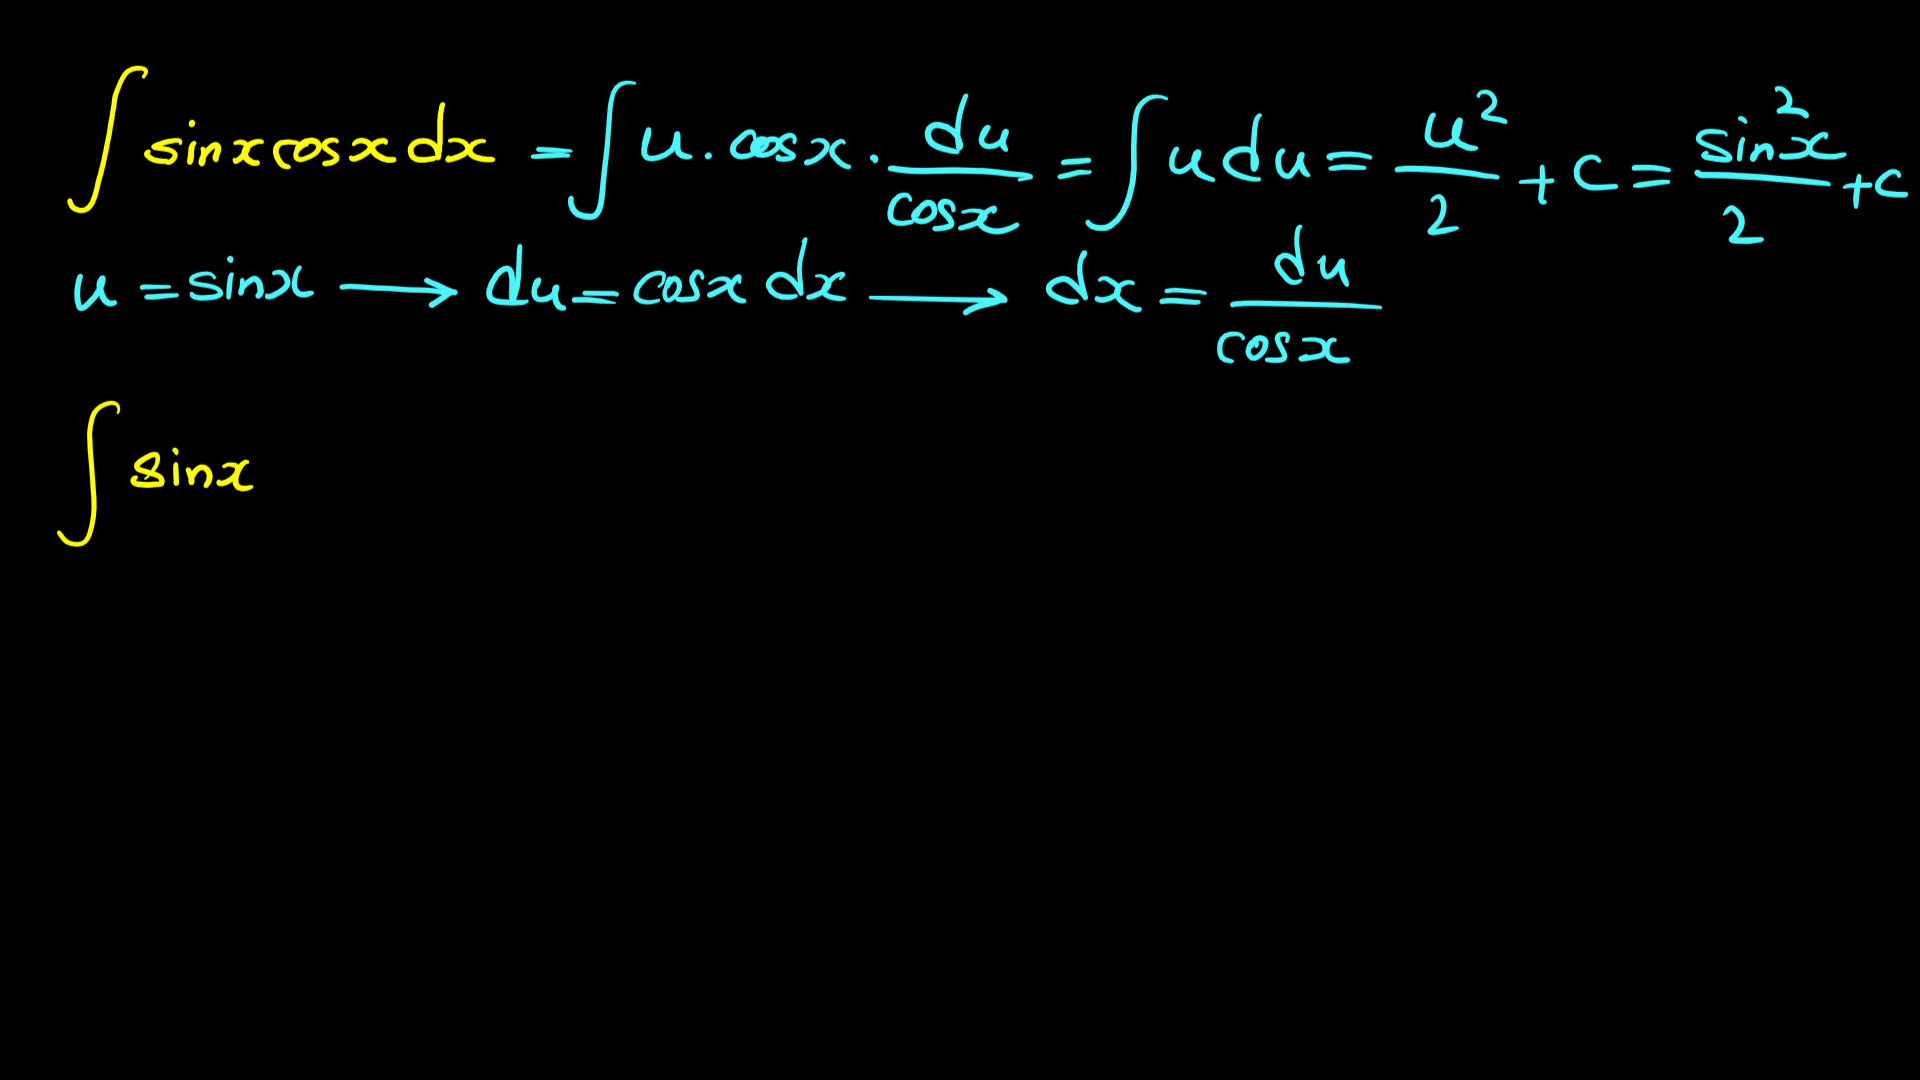 ∫ sinx cosx dx = ∫ u . cosx . du/cosx = ∫ u du = u²/2 + c = sin²x/2 + c
u = sinx → du = cosx dx → dx = du/cosx
∫ sinx